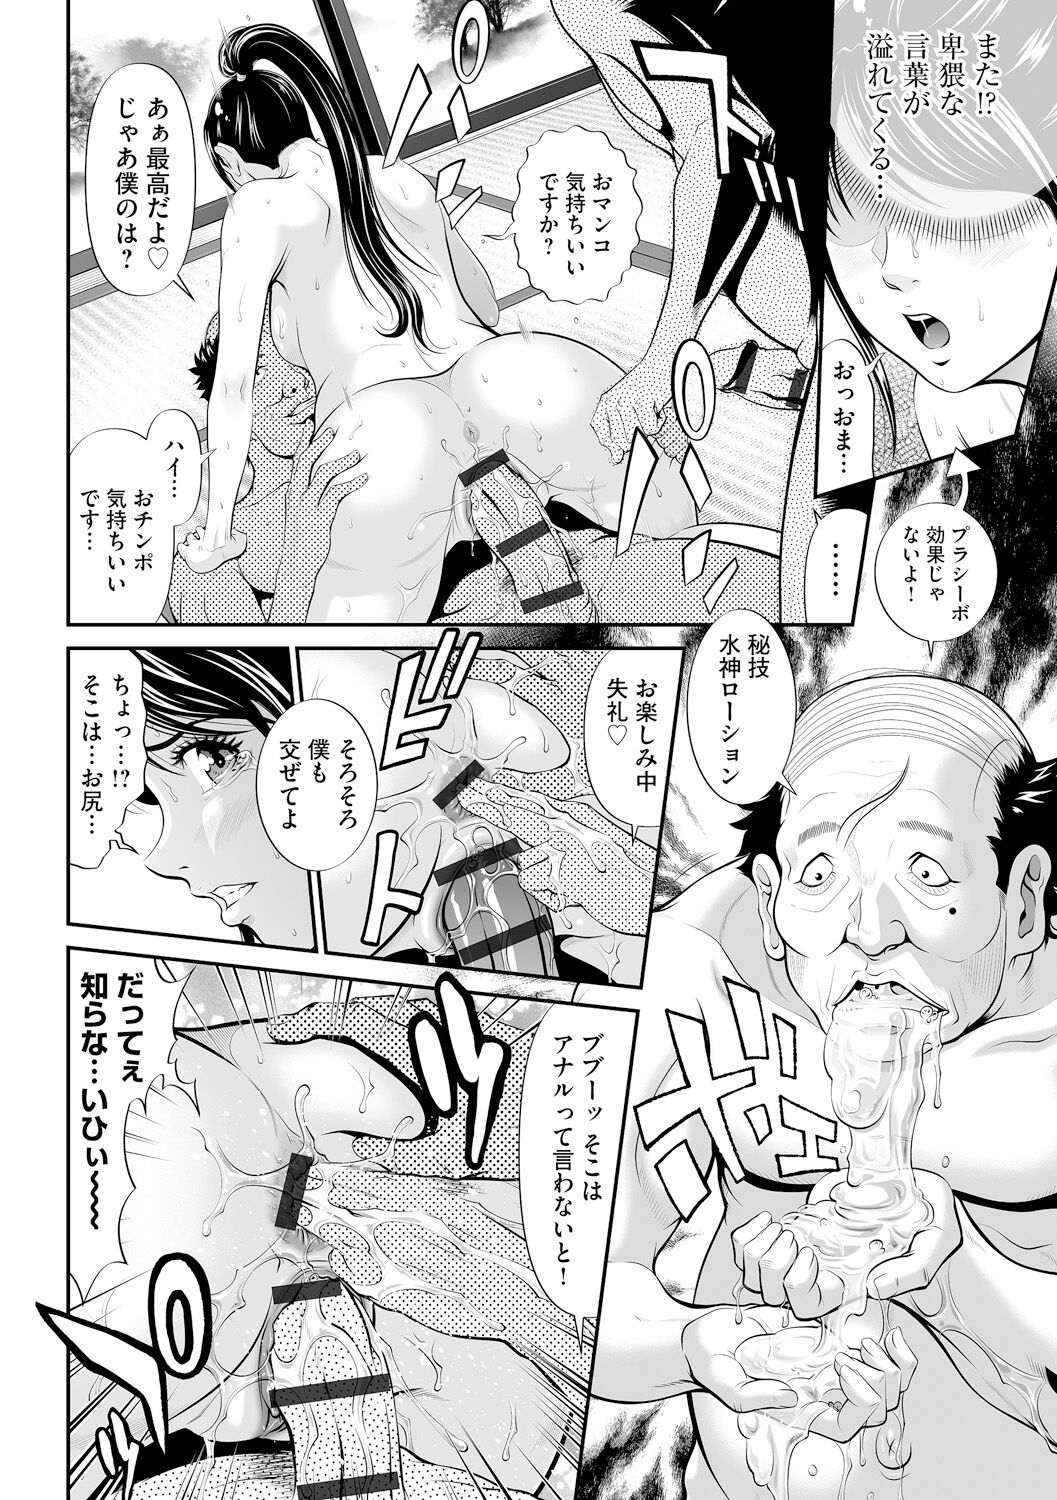 また!?
卑猥な
言葉が
溢れてくる…
おっおま…
プラシーボ
効果じゃ
ないよ！
……
おマンコ
気持ちいい
ですか？
あぁ最高だよ♡
じゃあ僕のは？
ハイ…
おチンポ
気持ちいい
です…
秘技
水神ローション
お楽しみ中
失礼♡
そろそろ
僕も
交ぜてよ
ちょっ…!?
そこは…お尻…
ブブーッ そこは
アナルって言わないと！
だってぇ
知らな…いひぃ〜〜〜